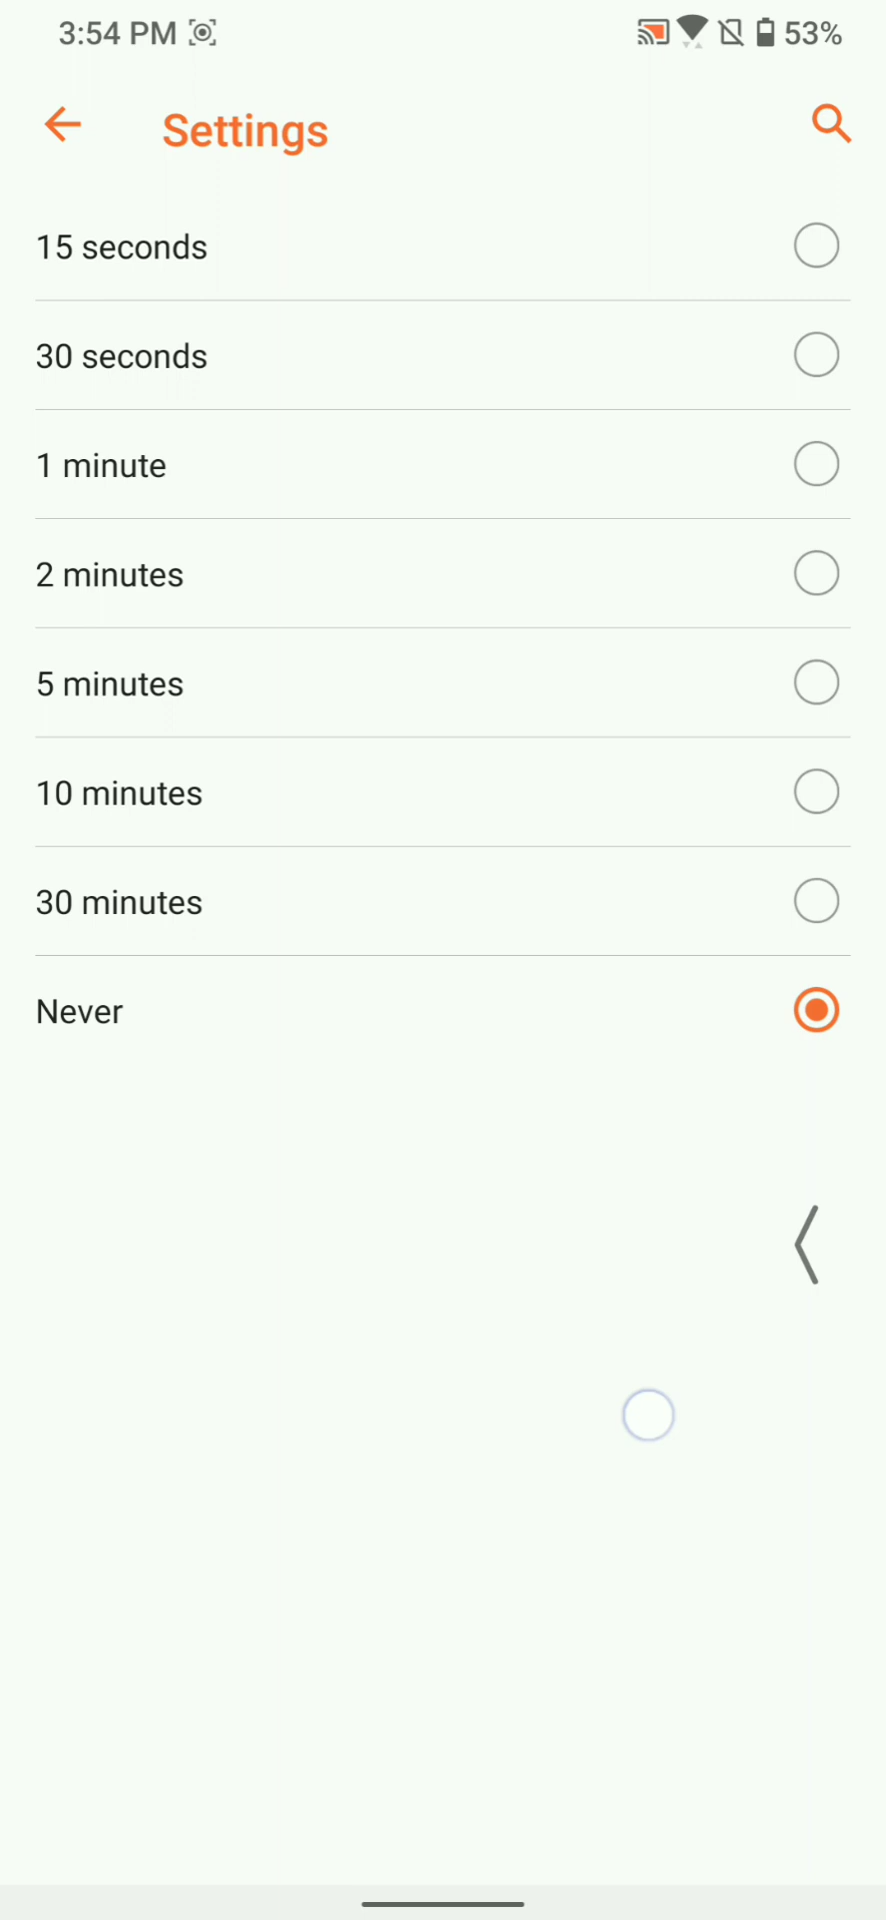 3:54 PM 53%
Settings
15 seconds
30 seconds
1 minute
2 minutes
5 minutes
10 minutes
30 minutes
Never